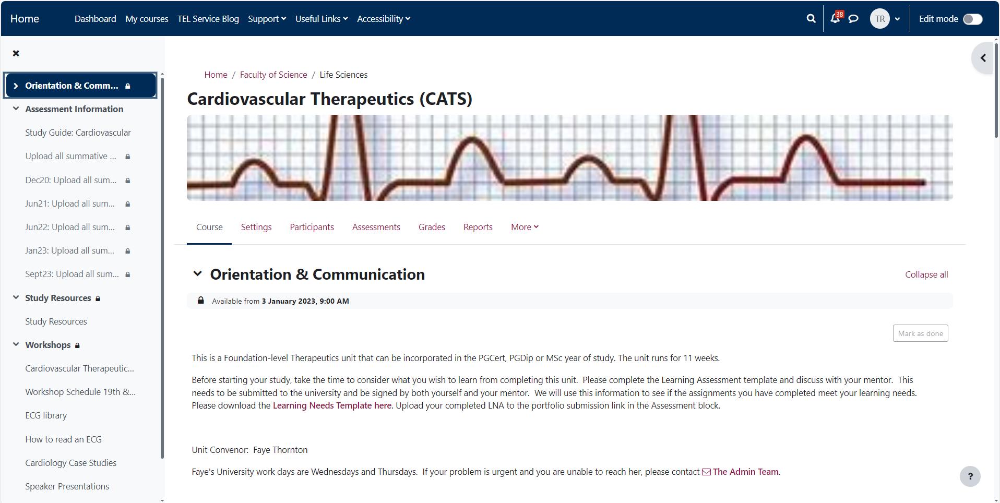 Home
Dashboard
My courses
TEL Service Blog
Support
Useful Links
Accessibility
38
TR
Edit mode
Orientation & Comm...
Assessment Information
Study Guide: Cardiovascular
Upload all summative ...
Dec20: Upload all sum...
Jun21: Upload all sum...
Jun22: Upload all sum...
Jan23: Upload all sum...
Sept23: Upload all sum...
Study Resources
Study Resources
Workshops
Cardiovascular Therapeutic...
Workshop Schedule 19th &...
ECG library
How to read an ECG
Cardiology Case Studies
Speaker Presentations
Home / Faculty of Science / Life Sciences
Cardiovascular Therapeutics (CATS)
Course
Settings
Participants
Assessments
Grades
Reports
More
Orientation & Communication
Collapse all
Available from 3 January 2023, 9:00 AM
Mark as done
This is a Foundation-level Therapeutics unit that can be incorporated in the PGCert, PGDip or MSc year of study. The unit runs for 11 weeks.
Before starting your study, take the time to consider what you wish to learn from completing this unit.  Please complete the Learning Assessment template and discuss with your mentor.  This
needs to be submitted to the university and be signed by both yourself and your mentor.  We will use this information to see if the assignments you have completed meet your learning needs.
Please download the Learning Needs Template here. Upload your completed LNA to the portfolio submission link in the Assessment block.
Unit Convenor:  Faye Thornton
Faye's University work days are Wednesdays and Thursdays.  If your problem is urgent and you are unable to reach her, please contact The Admin Team.
?